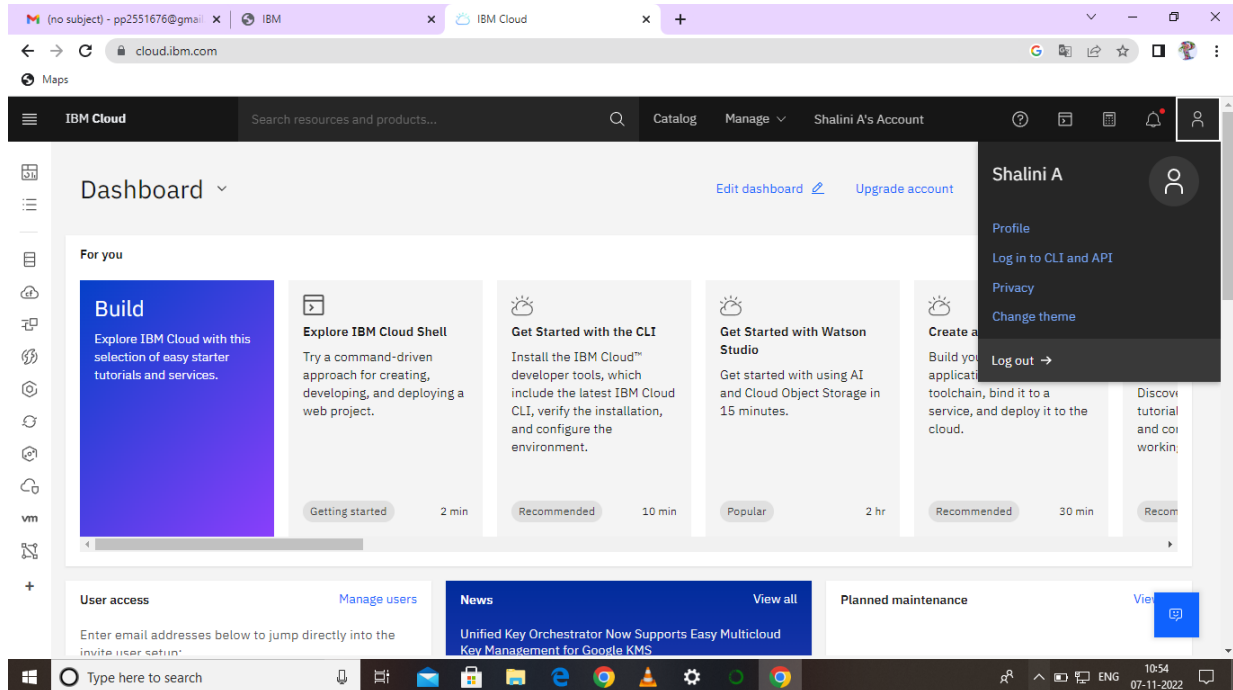 (no subject) - pp2551676@gmail
IBM
IBM Cloud
cloud.ibm.com
Maps
IBM Cloud
Search resources and products...
Catalog
Manage
Shalini A's Account
Dashboard
Edit dashboard
Upgrade account
Shalini A
Profile
Log in to CLI and API
Privacy
Change theme
Log out →
For you
Build
Explore IBM Cloud with this
selection of easy starter
tutorials and services.
Explore IBM Cloud Shell
Try a command-driven
approach for creating,
developing, and deploying a
web project.
Getting started
2 min
Get Started with the CLI
Install the IBM Cloud™
developer tools, which
include the latest IBM Cloud
CLI, verify the installation,
and configure the
environment.
Recommended
10 min
Get Started with Watson
Studio
Get started with using AI
and Cloud Object Storage in
15 minutes.
Popular
2 hr
Create a
Build you
applicati
toolchain, bind it to a
service, and deploy it to the
cloud.
Recommended
30 min
Discov
tutorial
and co
working
Recom
vm
User access
Manage users
Enter email addresses below to jump directly into the
invite user setup:
News
View all
Unified Key Orchestrator Now Supports Easy Multicloud
Key Management for Google KMS
Planned maintenance
Vie
Type here to search
ENG
10:54
07-11-2022